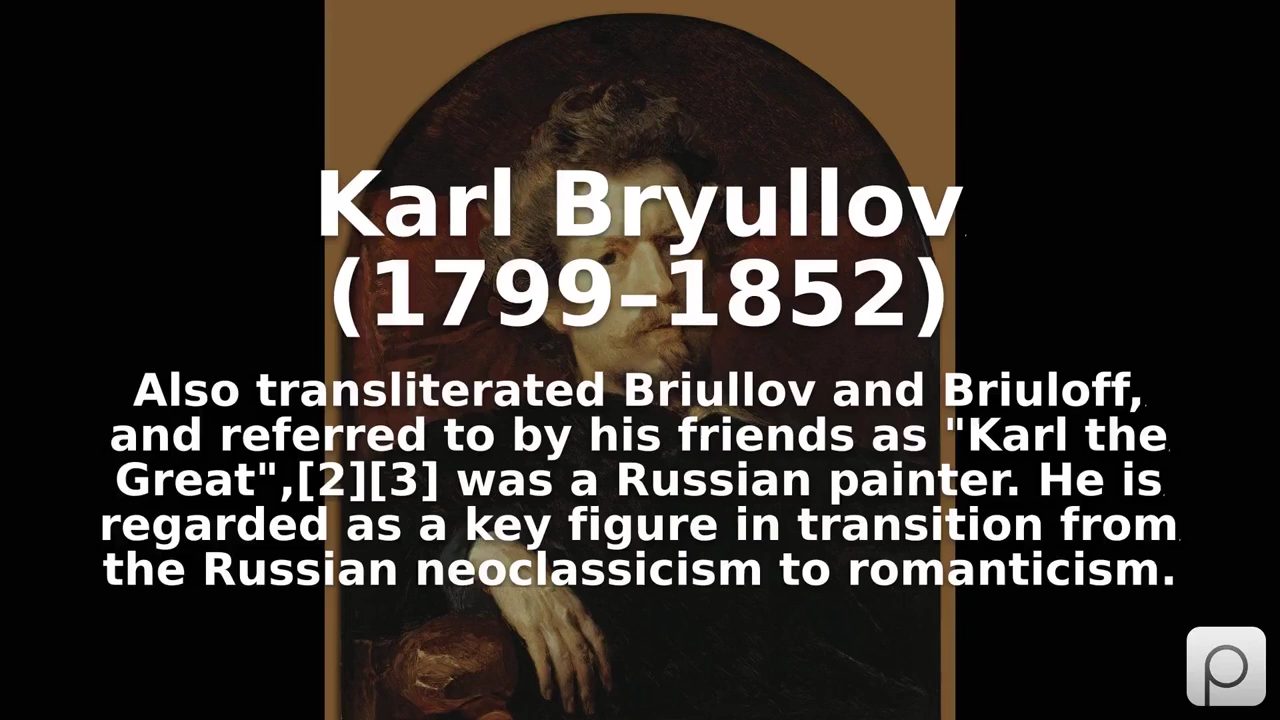 Karl Bryullov
(1799–1852)
Also transliterated Briullov and Briuloff,
and referred to by his friends as "Karl the
Great",[2][3] was a Russian painter. He is
regarded as a key figure in transition from
the Russian neoclassicism to romanticism.